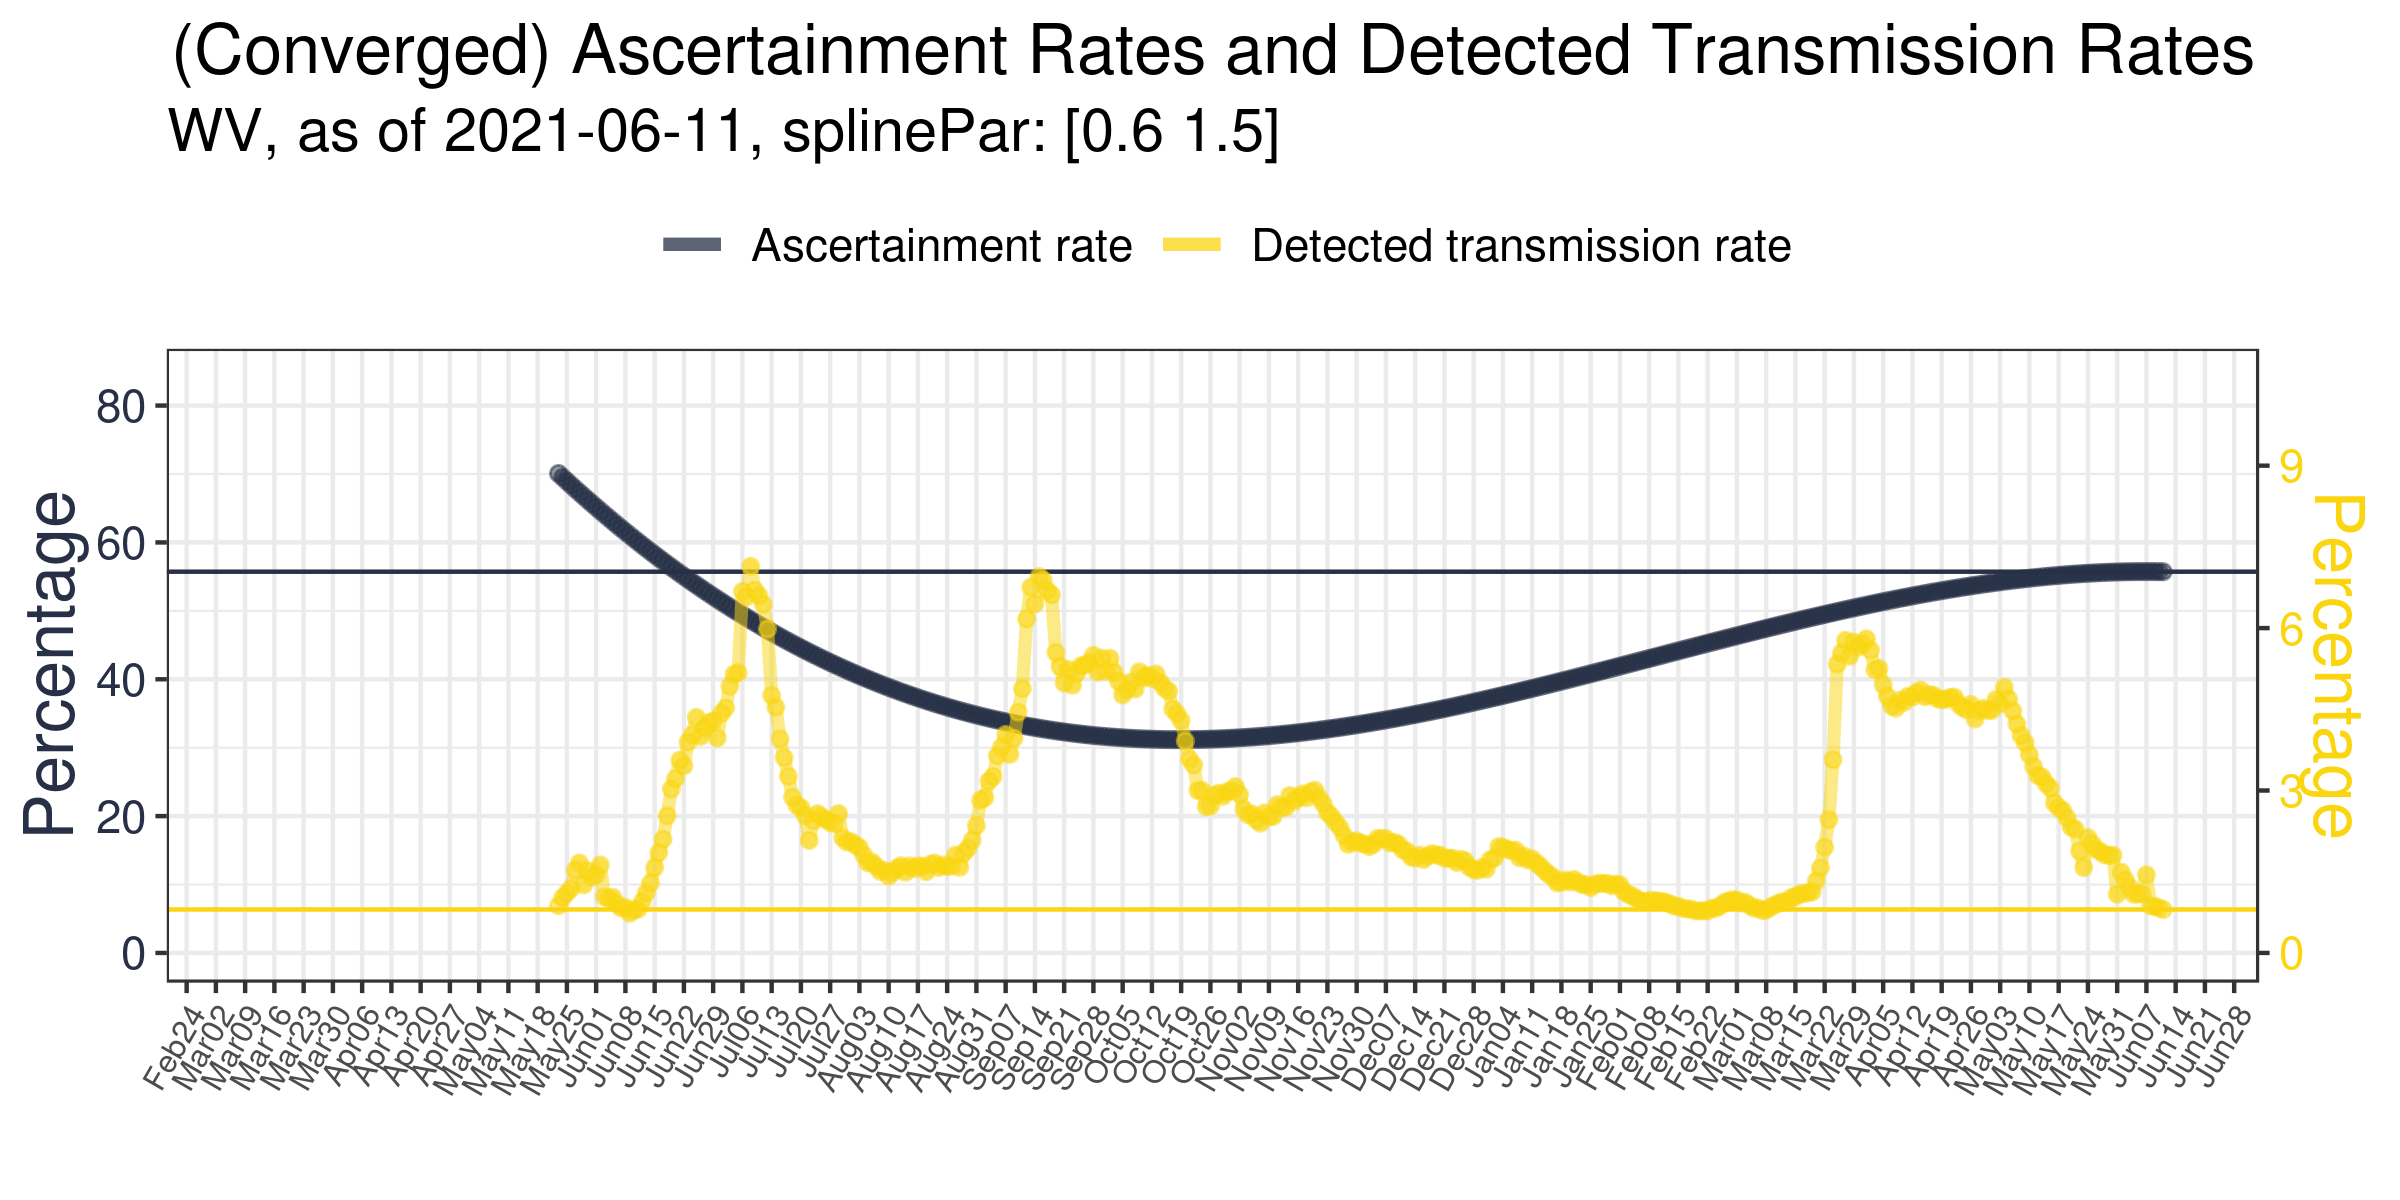 (Converged) Ascertainment Rates and Detected Transmission Rates
WV, as of 2021-06-11, splinePar: [0.6 1.5]
Ascertainment rate Detected transmission rate
Percentage
80
60
40
20
0
9
6
3
0
Percentage
Feb24 Mar02 Mar09 Mar16 Mar23 Mar30 Apr06 Apr13 Apr20 Apr27 May04 May11 May18 May25 Jun01 Jun08 Jun15 Jun22 Jun29 Jul06 Jul13 Jul20 Jul27 Aug03 Aug10 Aug17 Aug24 Aug31 Sep07 Sep14 Sep21 Sep28 Oct05 Oct12 Oct19 Oct26 Nov02 Nov09 Nov16 Nov23 Nov30 Dec07 Dec14 Dec21 Dec28 Jan04 Jan11 Jan18 Jan25 Feb01 Feb08 Feb15 Feb22 Mar01 Mar08 Mar15 Mar22 Mar29 Apr05 Apr12 Apr19 Apr26 May03 May10 May17 May24 May31 Jun07 Jun14 Jun21 Jun28